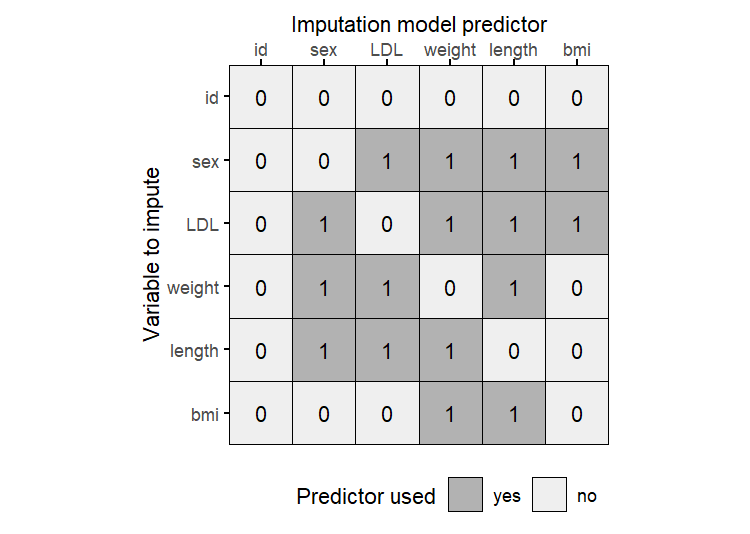 Imputation model predictor
id sex LDL weight length bmi
Variable to impute
id 0 0 0 0 0 0
sex 0 0 1 1 1 1
LDL 0 1 0 1 1 1
weight 0 1 1 0 1 0
length 0 1 1 1 0 0
bmi 0 0 0 1 1 0
Predictor used yes no